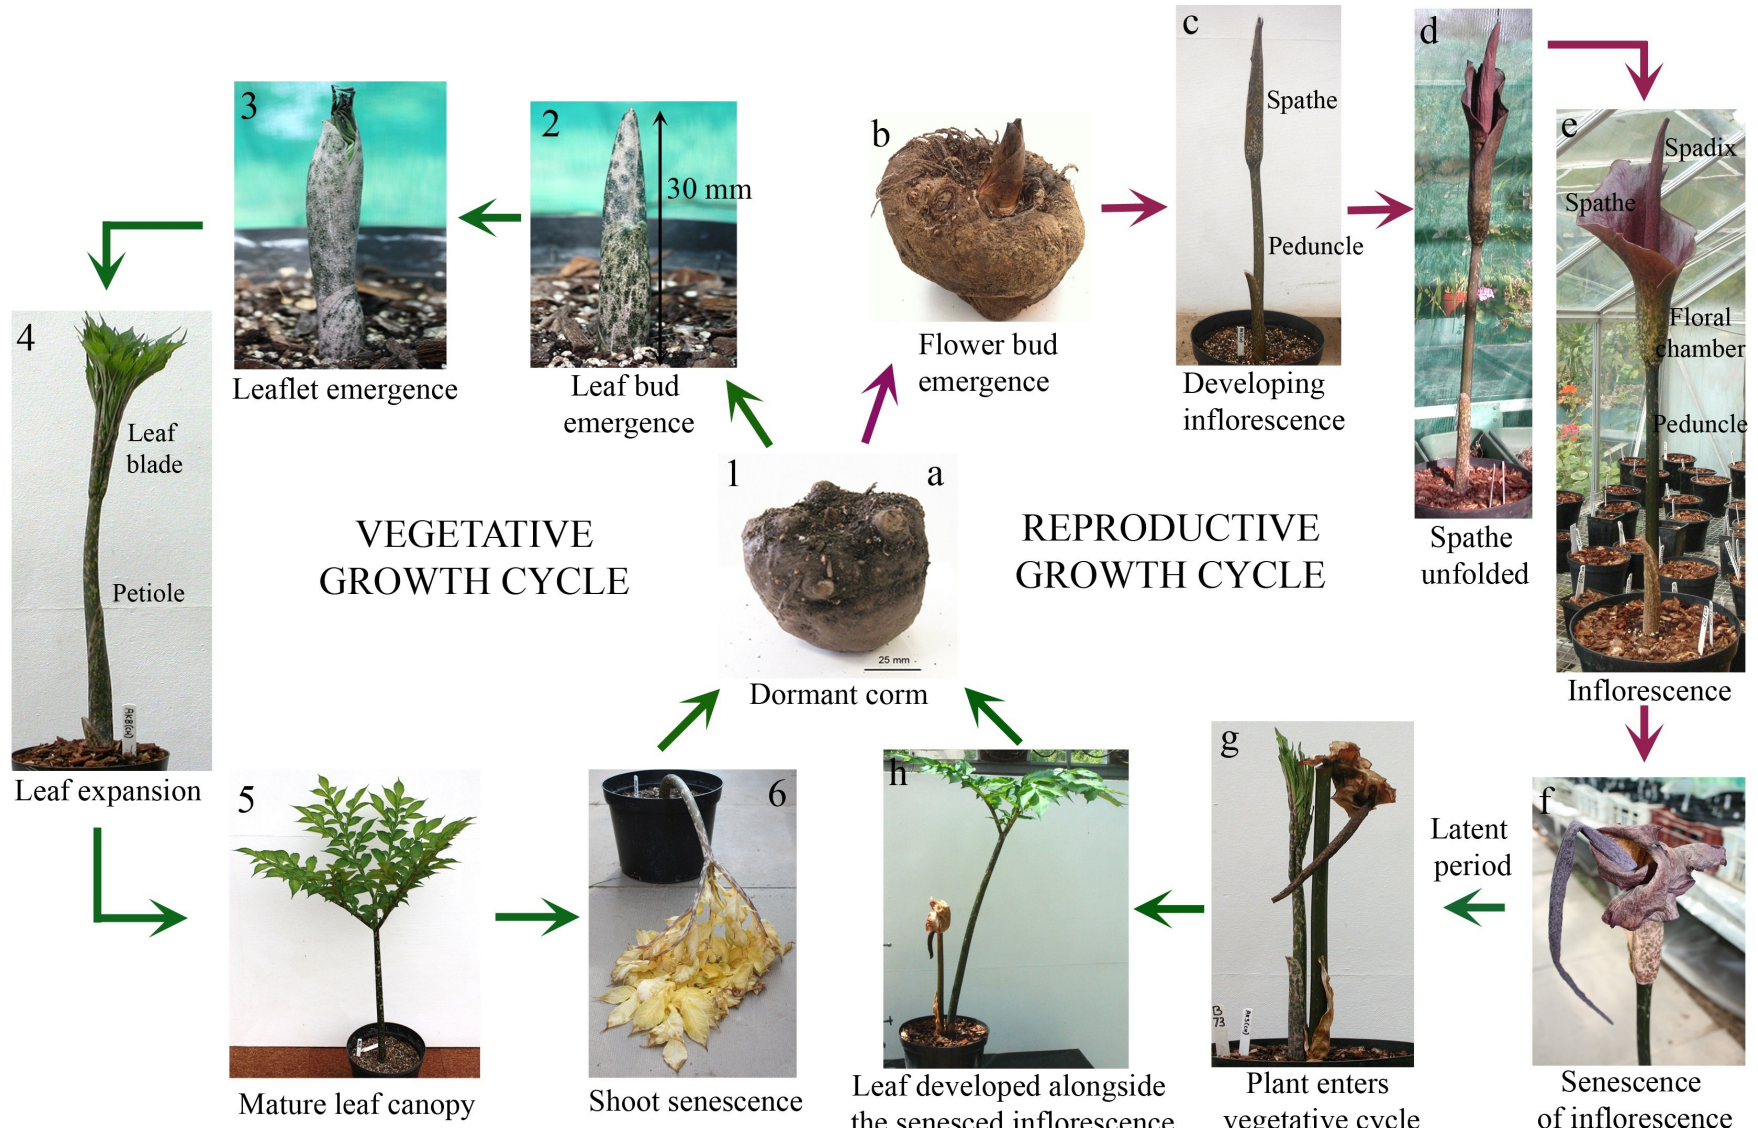 3
Leaflet emergence
2
30 mm
Leaf bud
emergence
b
Flower bud
emergence
c
Spathe
Peduncle
Developing
inflorescence
d
Spathe
unfolded
e
Spadix
Spathe
Floral
chamber
Peduncle
Inflorescence
4
Leaf
blade
Petiole
Leaf expansion
VEGETATIVE
GROWTH CYCLE
1
a
25 mm
Dormant corm
REPRODUCTIVE
GROWTH CYCLE
5
Mature leaf canopy
6
Shoot senescence
h
Leaf developed alongside
the senesced inflorescence
g
B
73
Plant enters
vegetative cycle
Latent
period
f
Senescence
of inflorescence